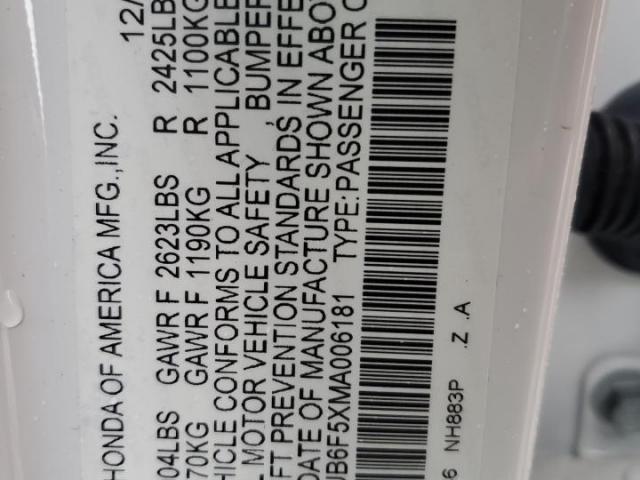 HONDA OF AMERICA MFG.,INC. 12/
04LBS GAWR F 2623LBS R 2425LB
70KG GAWR F 1190KG R 1100KG
HICLE CONFORMS TO ALL APPLICABLE
L MOTOR VEHICLE SAFETY , BUMPER
FT PREVENTION STANDARDS IN EFFE
DATE OF MANUFACTURE SHOWN ABO
UB6F5XMA006181 TYPE:PASSENGER C
6 NH883P .Z .A